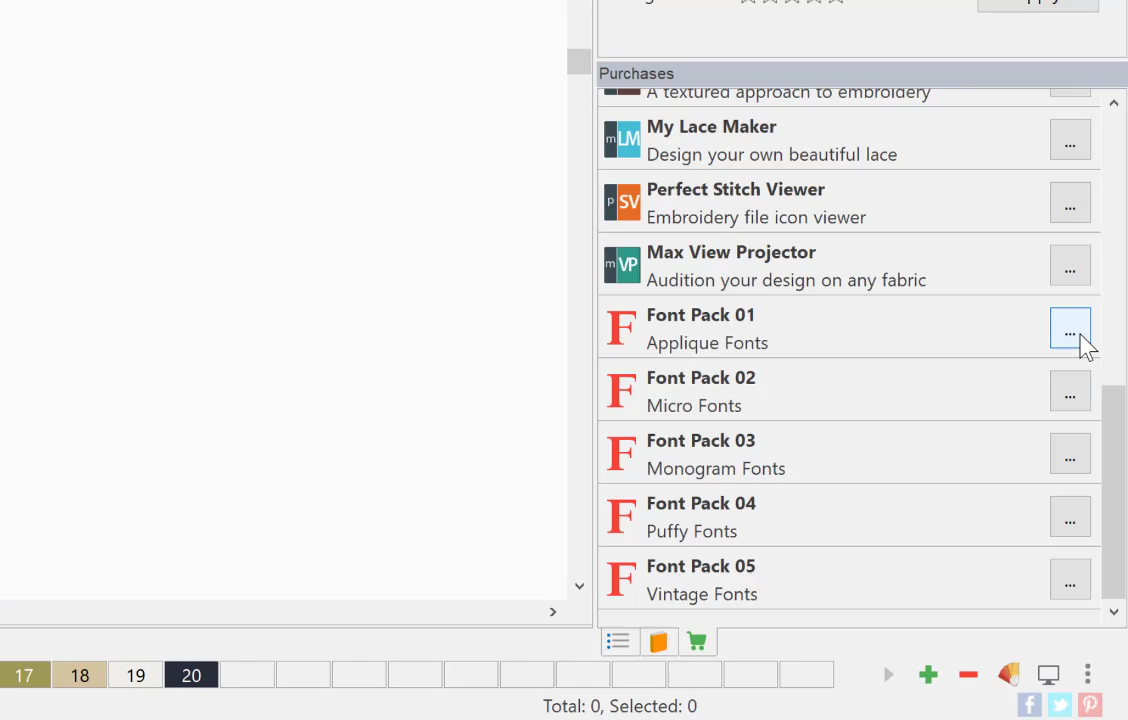 Purchases
A textured approach to embroidery
mLM My Lace Maker ...
Design your own beautiful lace
pSV Perfect Stitch Viewer ...
Embroidery file icon viewer
mVP Max View Projector ...
Audition your design on any fabric
F Font Pack 01 ...
Applique Fonts
F Font Pack 02 ...
Micro Fonts
F Font Pack 03 ...
Monogram Fonts
F Font Pack 04 ...
Puffy Fonts
F Font Pack 05 ...
Vintage Fonts
17 18 19 20
Total: 0, Selected: 0